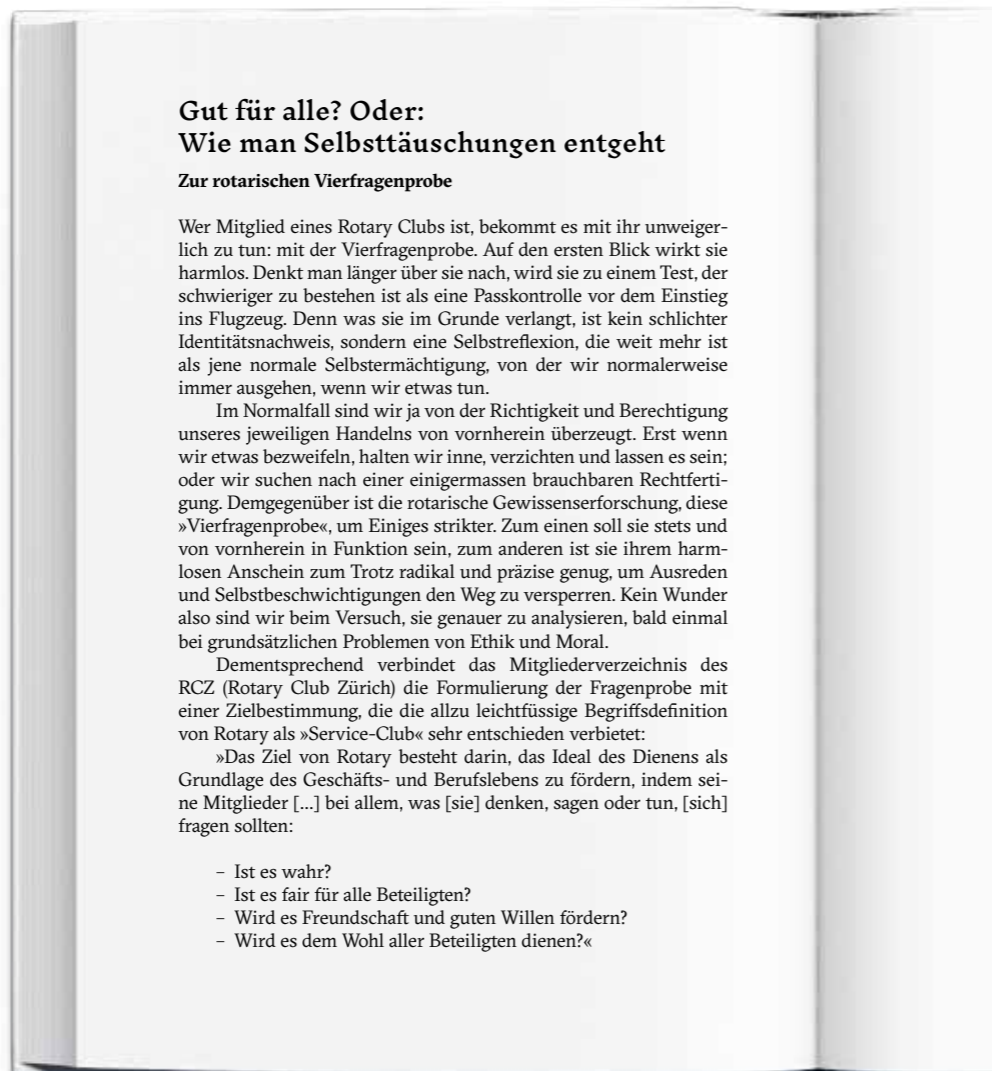 Gut für alle? Oder:
Wie man Selbsttäuschungen entgeht
Zur rotarischen Vierfragenprobe
Wer Mitglied eines Rotary Clubs ist, bekommt es mit ihr unweiger-
lich zu tun: mit der Vierfragenprobe. Auf den ersten Blick wirkt sie
harmlos. Denkt man länger über sie nach, wird sie zu einem Test, der
schwieriger zu bestehen ist als eine Passkontrolle vor dem Einstieg
ins Flugzeug. Denn was sie im Grunde verlangt, ist kein schlichter
Identitätsnachweis, sondern eine Selbstreflexion, die weit mehr ist
als jene normale Selbstermächtigung, von der wir normalerweise
immer ausgehen, wenn wir etwas tun.
Im Normalfall sind wir ja von der Richtigkeit und Berechtigung
unseres jeweiligen Handelns von vornherein überzeugt. Erst wenn
wir etwas bezweifeln, halten wir inne, verzichten und lassen es sein;
oder wir suchen nach einer einigermassen brauchbaren Rechtferti-
gung. Demgegenüber ist die rotarische Gewissenserforschung, diese
»Vierfragenprobe«, um Einiges strikter. Zum einen soll sie stets und
von vornherein in Funktion sein, zum anderen ist sie ihrem harm-
losen Anschein zum Trotz radikal und präzise genug, um Ausreden
und Selbstbeschwichtigungen den Weg zu versperren. Kein Wunder
also sind wir beim Versuch, sie genauer zu analysieren, bald einmal
bei grundsätzlichen Problemen von Ethik und Moral.
Dementsprechend verbindet das Mitgliederverzeichnis des
RCZ (Rotary Club Zürich) die Formulierung der Fragenprobe mit
einer Zielbestimmung, die die allzu leichtfüssige Begriffsdefinition
von Rotary als »Service-Club« sehr entschieden verbietet:
»Das Ziel von Rotary besteht darin, das Ideal des Dienens als
Grundlage des Geschäfts- und Berufslebens zu fördern, indem sei-
ne Mitglieder [...] bei allem, was [sie] denken, sagen oder tun, [sich]
fragen sollten:
– Ist es wahr?
– Ist es fair für alle Beteiligten?
– Wird es Freundschaft und guten Willen fördern?
– Wird es dem Wohl aller Beteiligten dienen?«